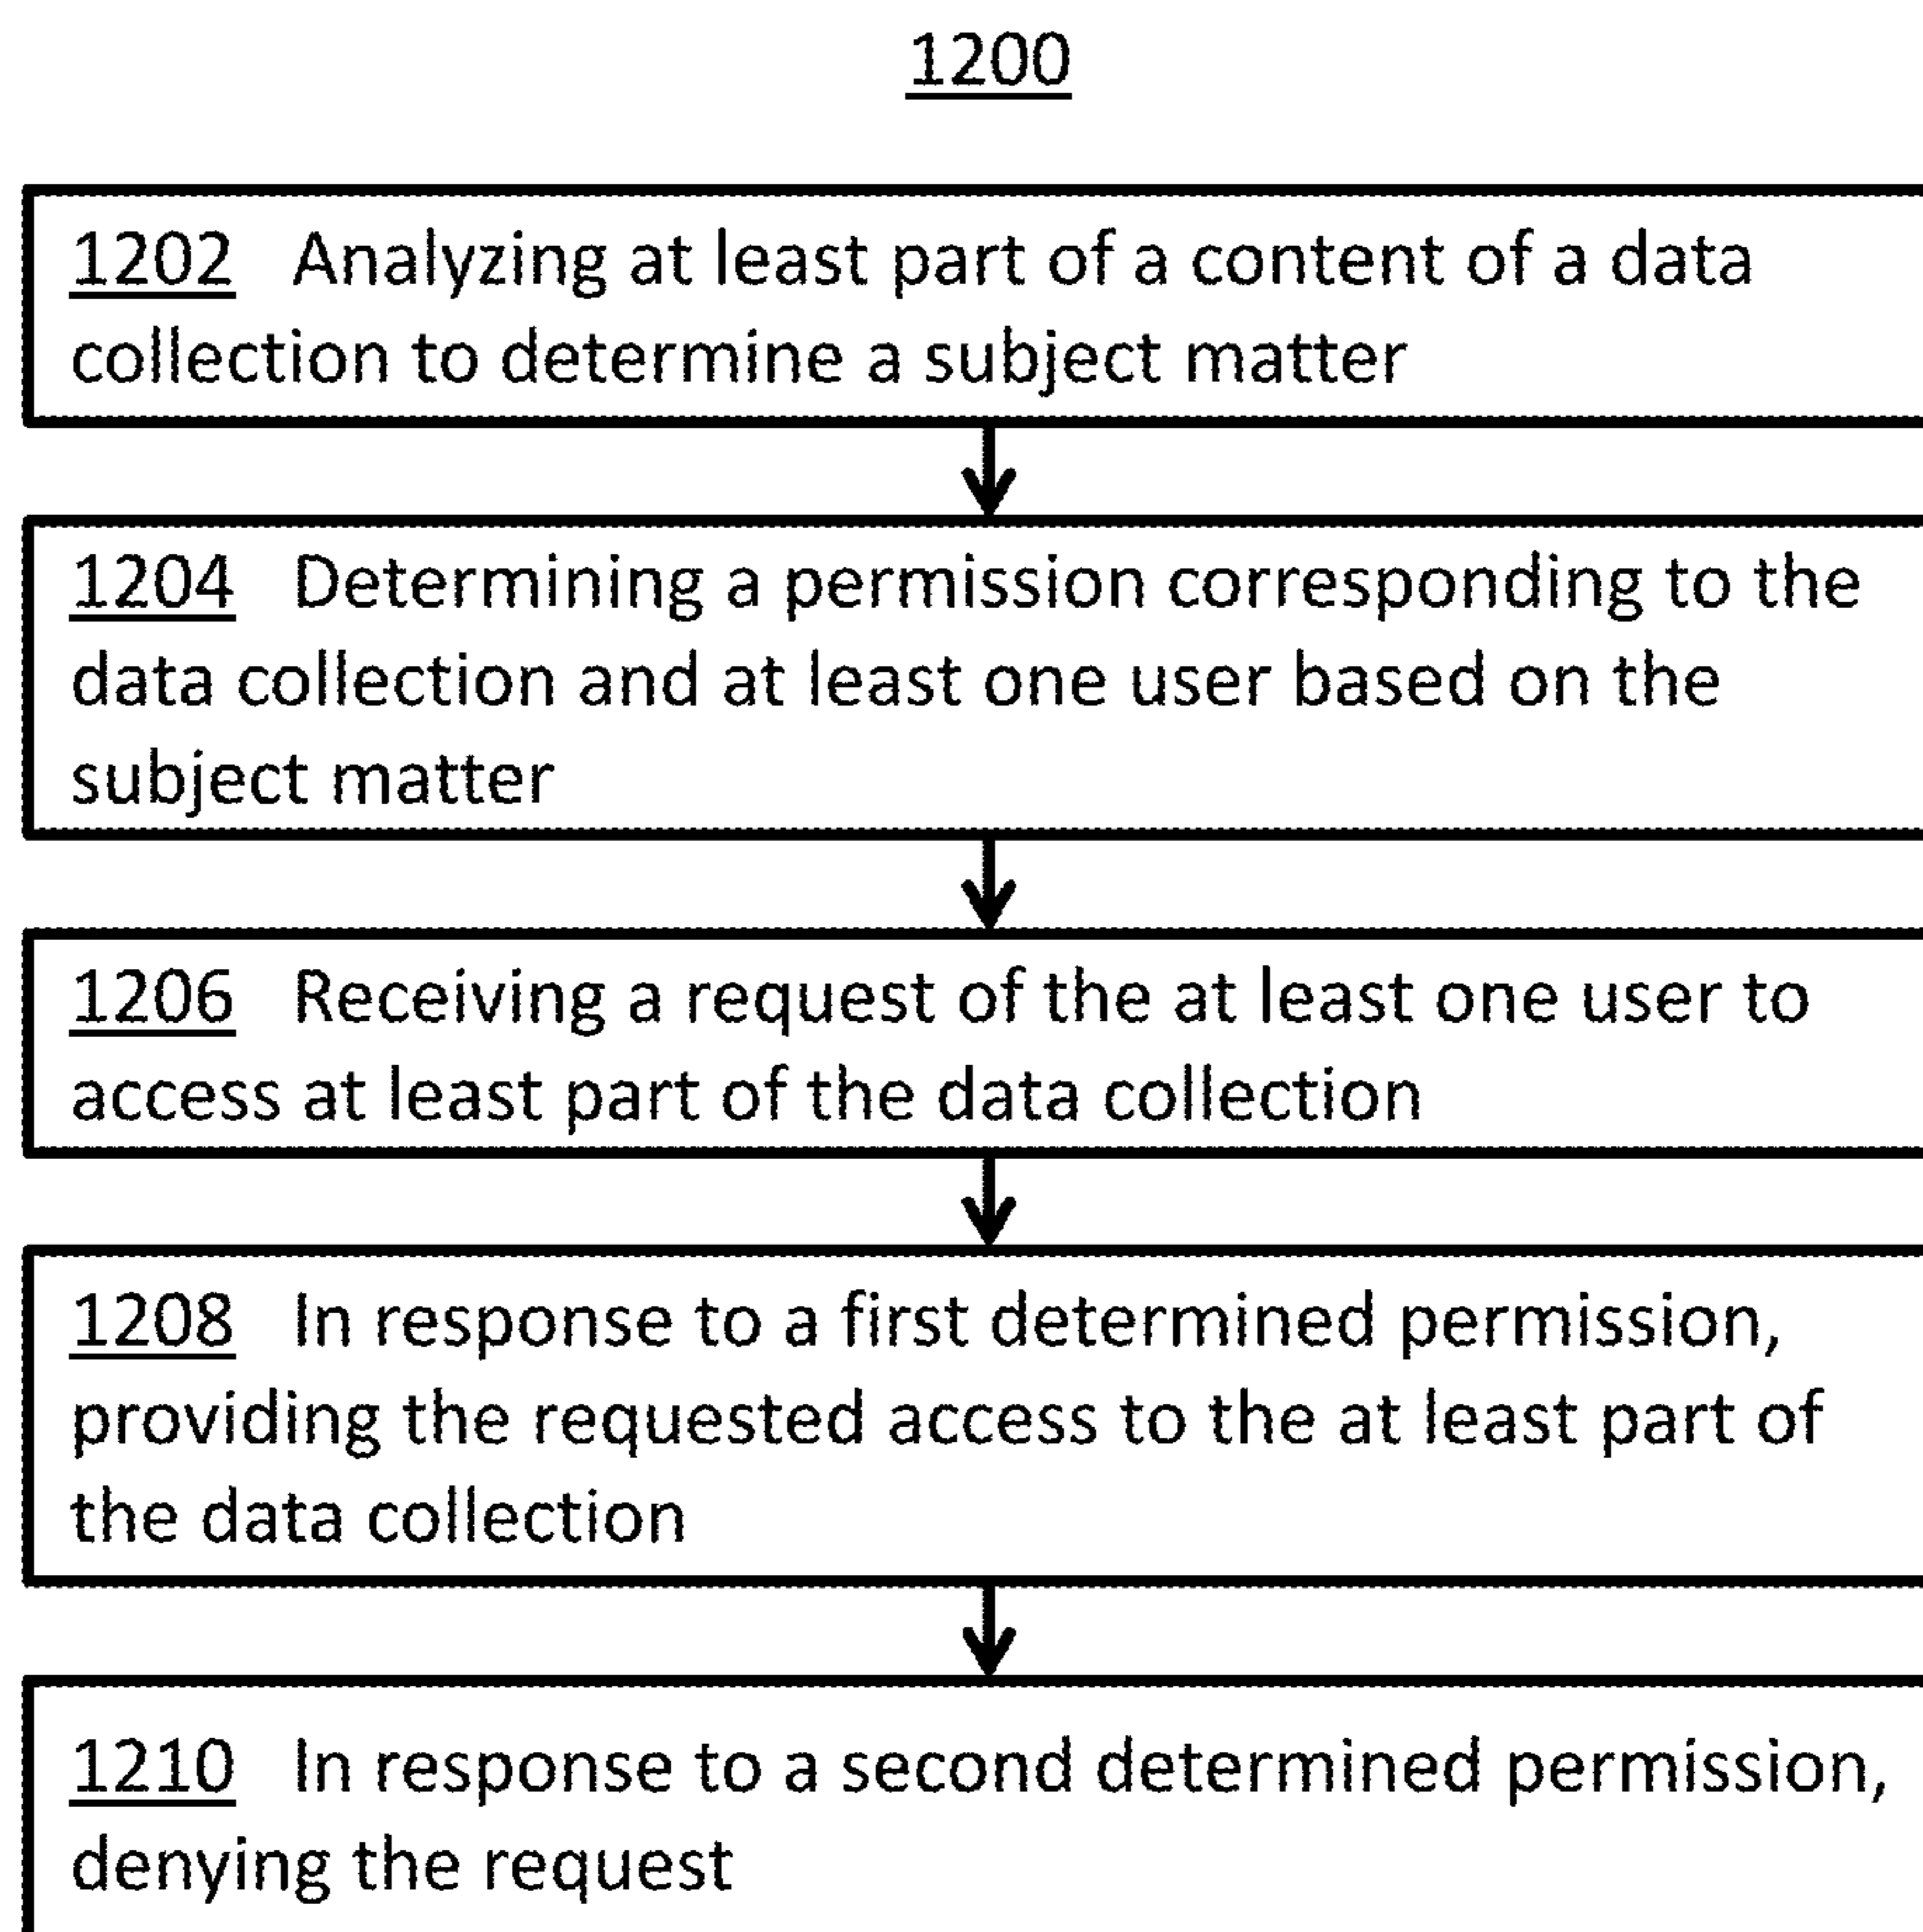 1200
1202 Analyzing at least part of a content of a data
collection to determine a subject matter
1204 Determining a permission corresponding to the
data collection and at least one user based on the
subject matter
1206 Receiving a request of the at least one user to
access at least part of the data collection
1208 In response to a first determined permission,
providing the requested access to the at least part of
the data collection
1210 In response to a second determined permission,
denying the request